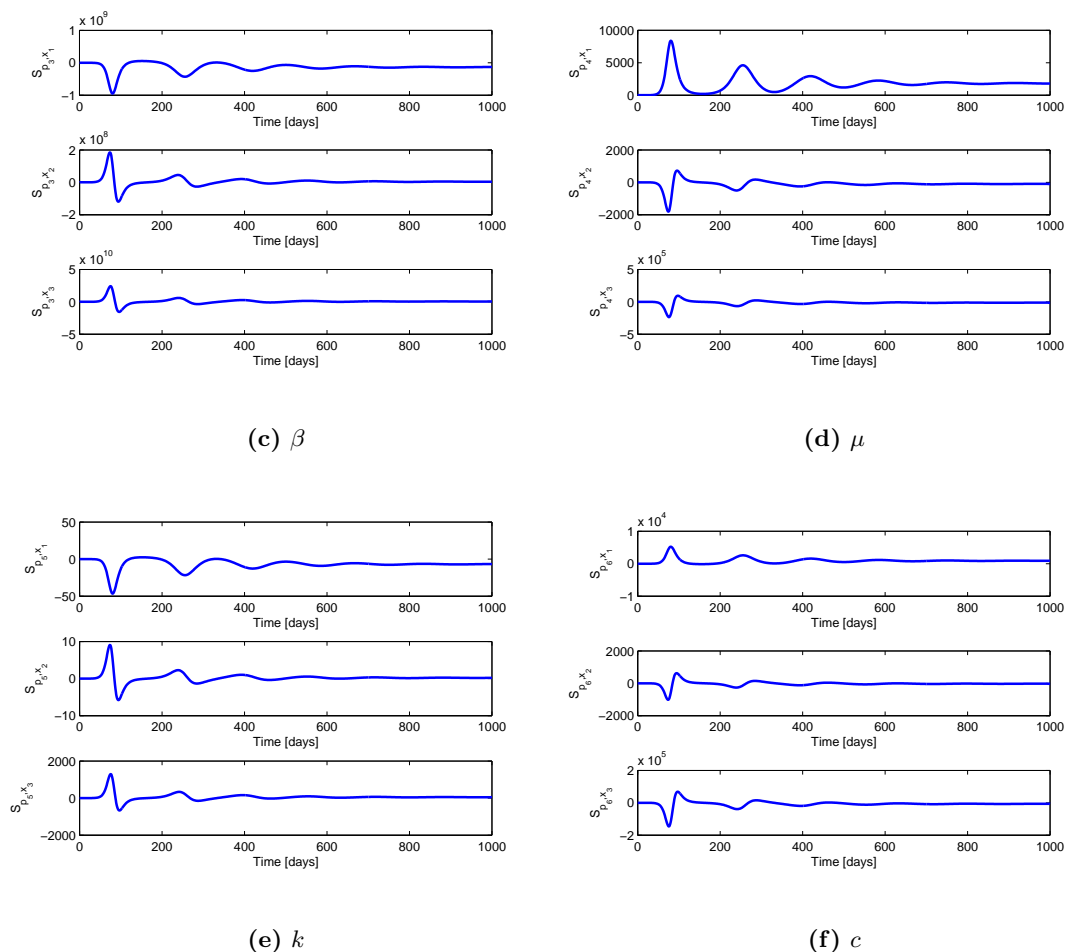 x 10^9
1
0
−1
S_{p_3,x_1}
0 200 400 600 800 1000
Time [days]
x 10^8
2
0
−2
S_{p_3,x_2}
0 200 400 600 800 1000
Time [days]
x 10^10
5
0
−5
S_{p_3,x_3}
0 200 400 600 800 1000
Time [days]
(c) β
10000
5000
0
S_{p_4,x_1}
0 200 400 600 800 1000
Time [days]
2000
0
−2000
S_{p_4,x_2}
0 200 400 600 800 1000
Time [days]
x 10^5
5
0
−5
S_{p_4,x_3}
0 200 400 600 800 1000
Time [days]
(d) μ
50
0
−50
S_{p_5,x_1}
0 200 400 600 800 1000
Time [days]
10
0
−10
S_{p_5,x_2}
0 200 400 600 800 1000
Time [days]
2000
0
−2000
S_{p_5,x_3}
0 200 400 600 800 1000
Time [days]
(e) k
x 10^4
1
0
−1
S_{p_6,x_1}
0 200 400 600 800 1000
Time [days]
2000
0
−2000
S_{p_6,x_2}
0 200 400 600 800 1000
Time [days]
x 10^5
2
0
−2
S_{p_6,x_3}
0 200 400 600 800 1000
Time [days]
(f) c